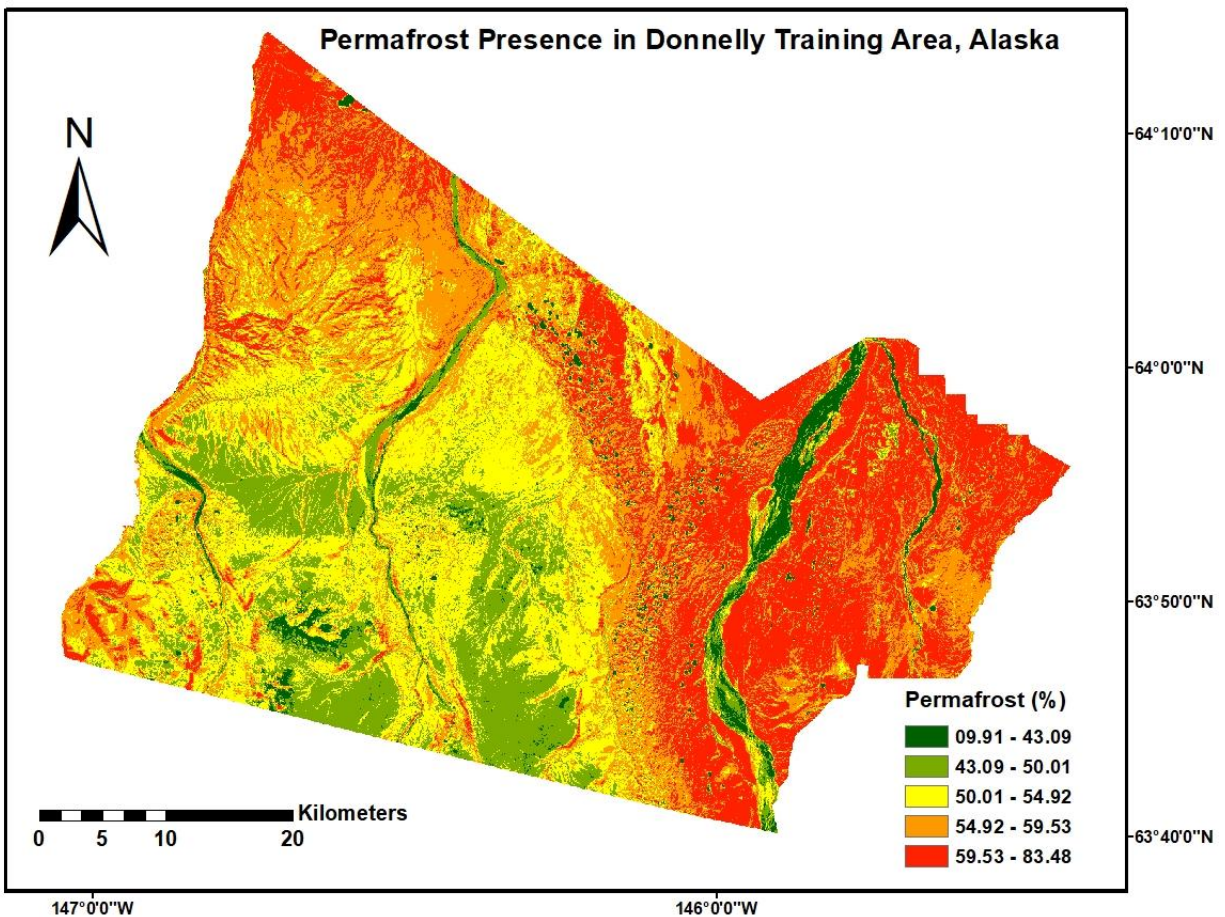 Permafrost Presence in Donnelly Training Area, Alaska
N
64°10'0"N
64°0'0"N
63°50'0"N
Permafrost (%)
09.91 - 43.09
43.09 - 50.01
50.01 - 54.92
54.92 - 59.53
59.53 - 83.48
Kilometers
0 5 10 20
63°40'0"N
147°0'0"W 146°0'0"W